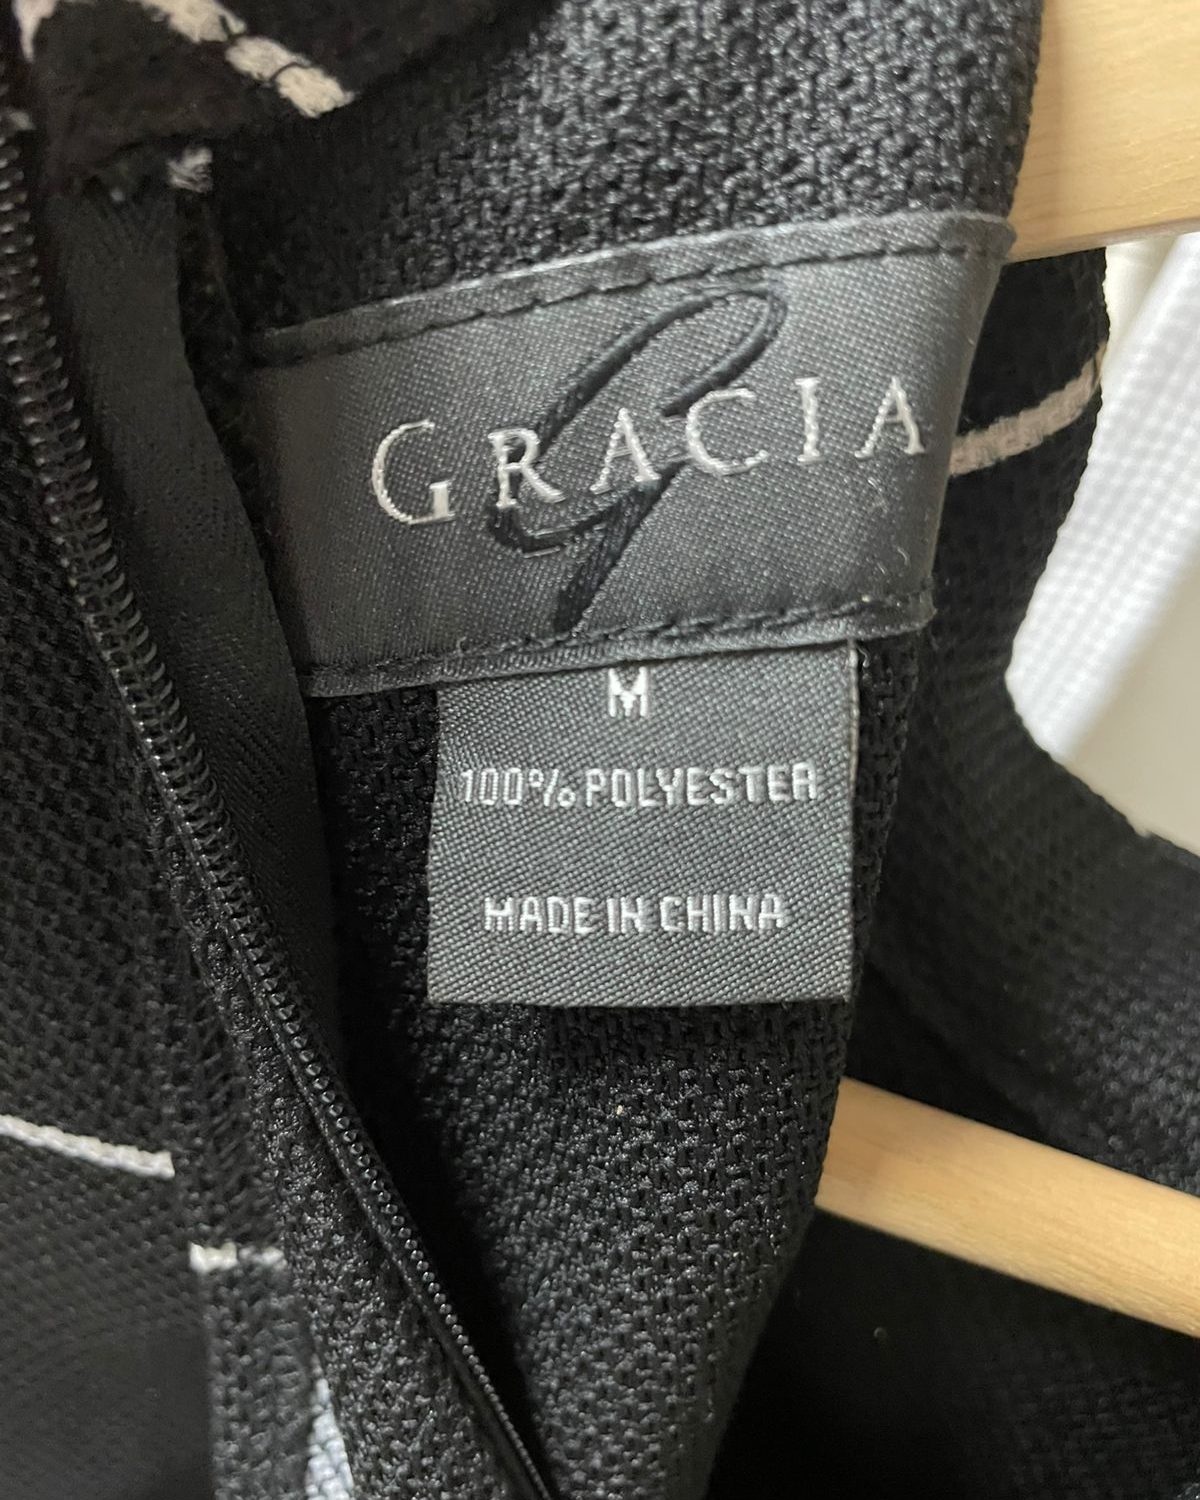 GRACIA
M
100% POLYESTER
MADE IN CHINA